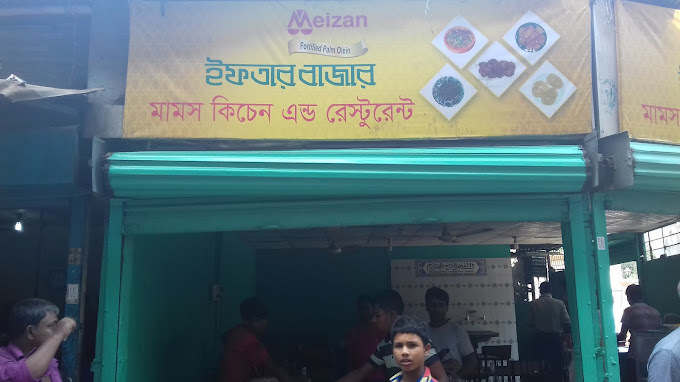 Meizan
Fortified Palm Olein
ইফতার বাজার
মামস কিচেন এন্ড রেস্টুরেন্ট
মামস